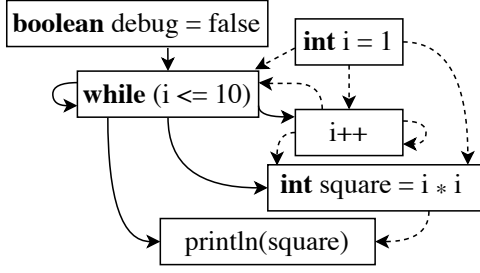 boolean debug = false
int i = 1
while (i <= 10)
i++
int square = i * i
println(square)